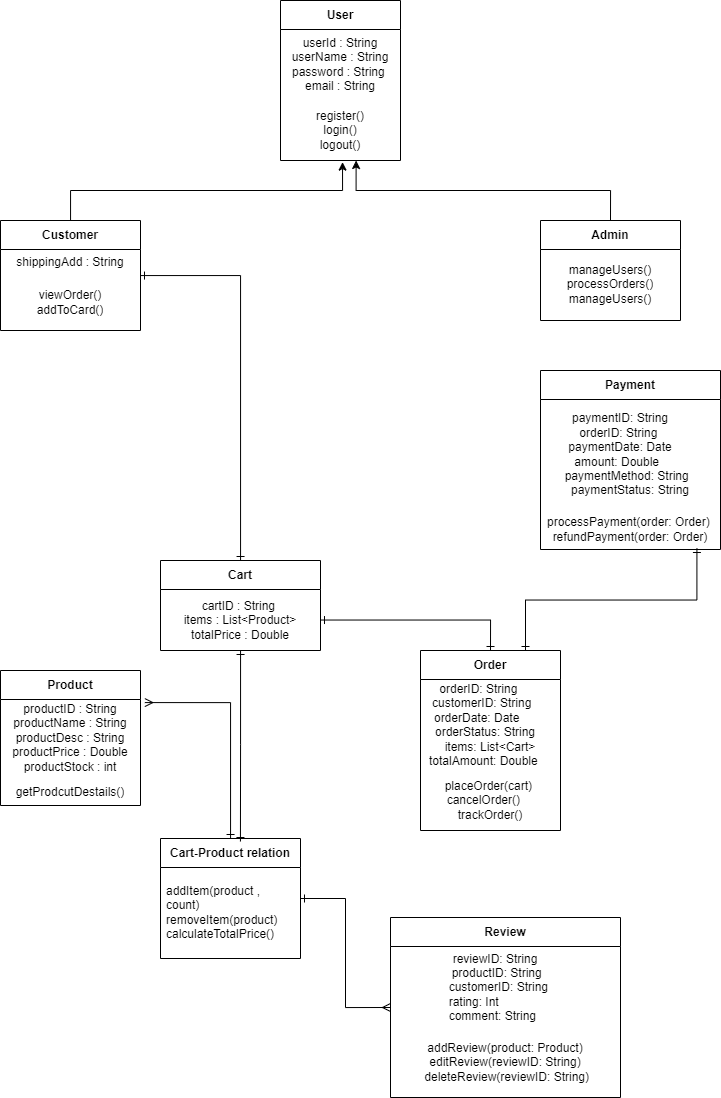 User
userId : String
userName : String
password : String
email : String
register()
login()
logout()
Customer
shippingAdd : String
viewOrder()
addToCard()
Admin
manageUsers()
processOrders()
manageUsers()
Payment
paymentID: String
orderID: String
paymentDate: Date
amount: Double
paymentMethod: String
paymentStatus: String
processPayment(order: Order)
refundPayment(order: Order)
Cart
cartID : String
items : List<Product>
totalPrice : Double
Product
productID : String
productName : String
productDesc : String
productPrice : Double
productStock : int
getProdcutDestails()
Order
orderID: String
customerID: String
orderDate: Date
orderStatus: String
items: List<Cart>
totalAmount: Double
placeOrder(cart)
cancelOrder()
trackOrder()
Cart-Product relation
addItem(product ,
count)
removeItem(product)
calculateTotalPrice()
Review
reviewID: String
productID: String
customerID: String
rating: Int
comment: String
addReview(product: Product)
editReview(reviewID: String)
deleteReview(reviewID: String)